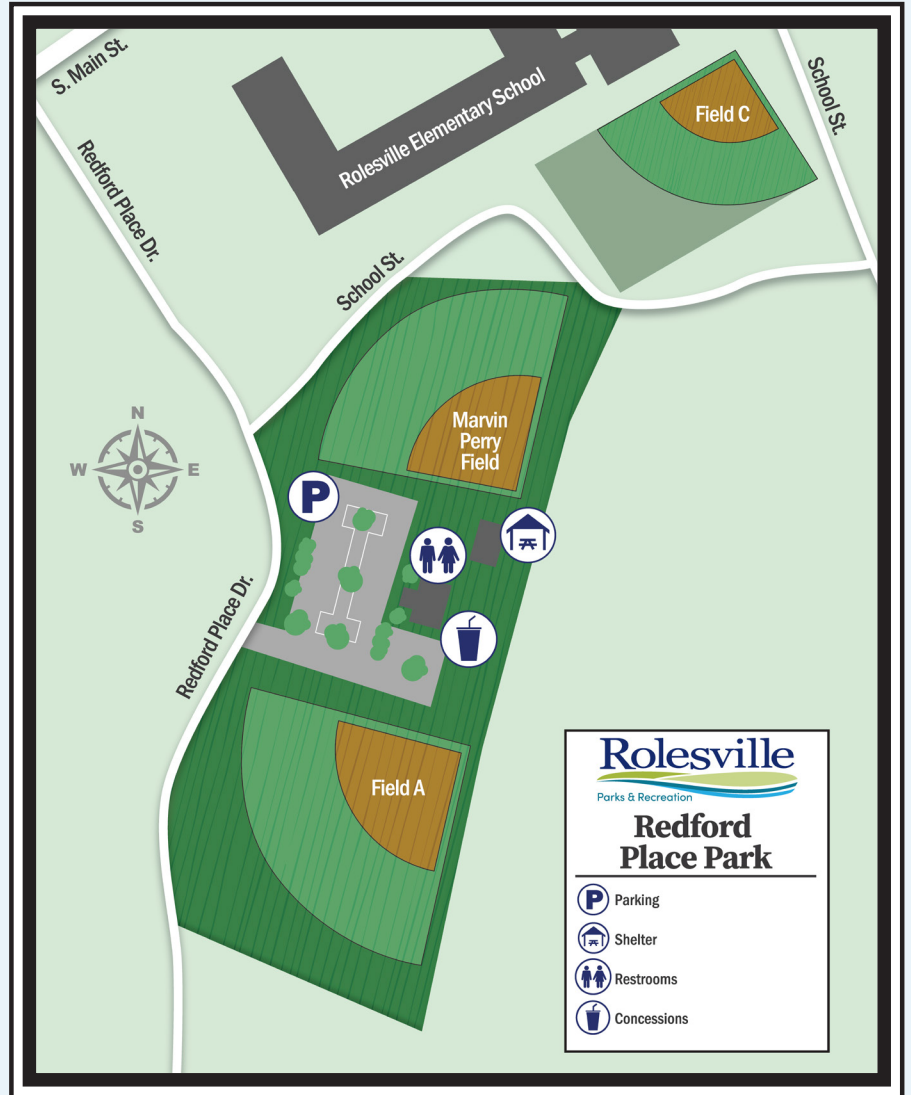 S. Main St.
Rolesville Elementary School
School St.
Field C
Redford Place Dr.
School St.
Marvin
Perry
Field
N
W
E
S
P
Redford Place Dr.
Field A
Rolesville
Parks & Recreation
Redford
Place Park
P Parking
Shelter
Restrooms
Concessions